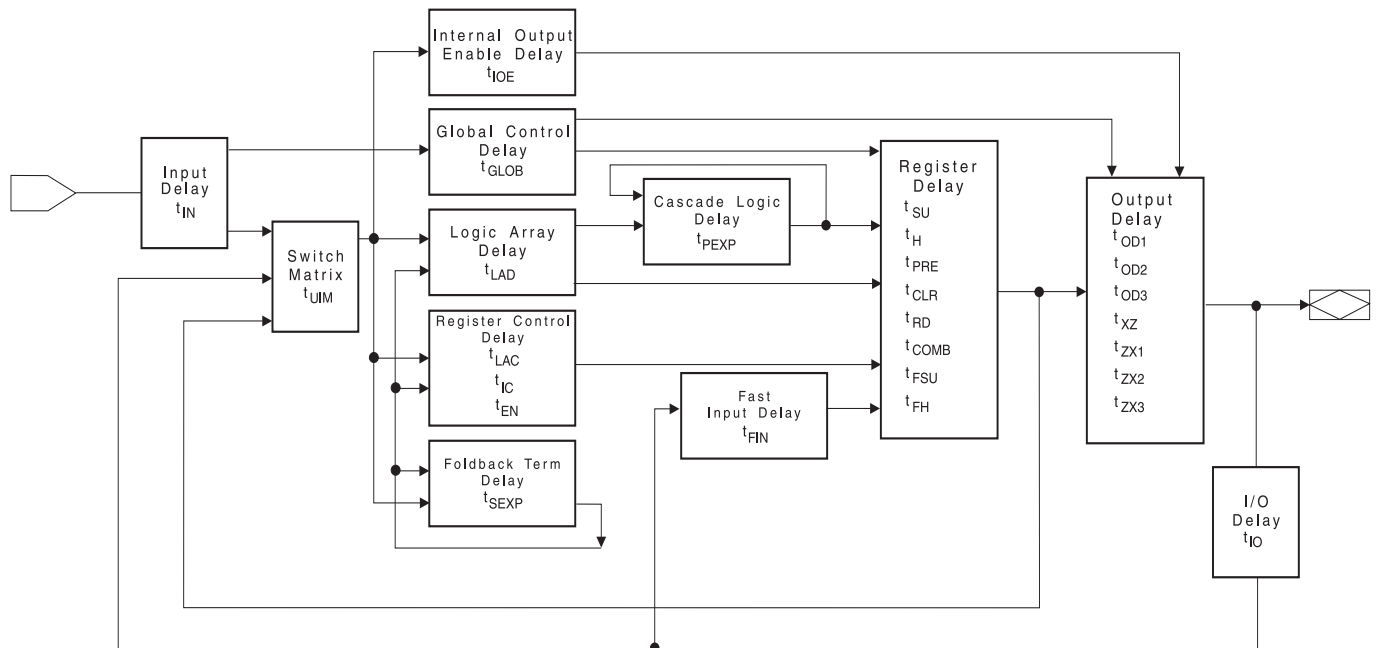 Internal Output
Enable Delay
tIOE
Global Control
Delay
tGLOB
Input
Delay
tIN
Switch
Matrix
tUIM
Logic Array
Delay
tLAD
Cascade Logic
Delay
tPEXP
Register Control
Delay
tLAC
tIC
tEN
Fast
Input Delay
tFIN
Foldback Term
Delay
tSEXP
Register
Delay
tSU
tH
tPRE
tCLR
tRD
tCOMB
tFSU
tFH
Output
Delay
tOD1
tOD2
tOD3
tXZ
tZX1
tZX2
tZX3
I/O
Delay
tIO